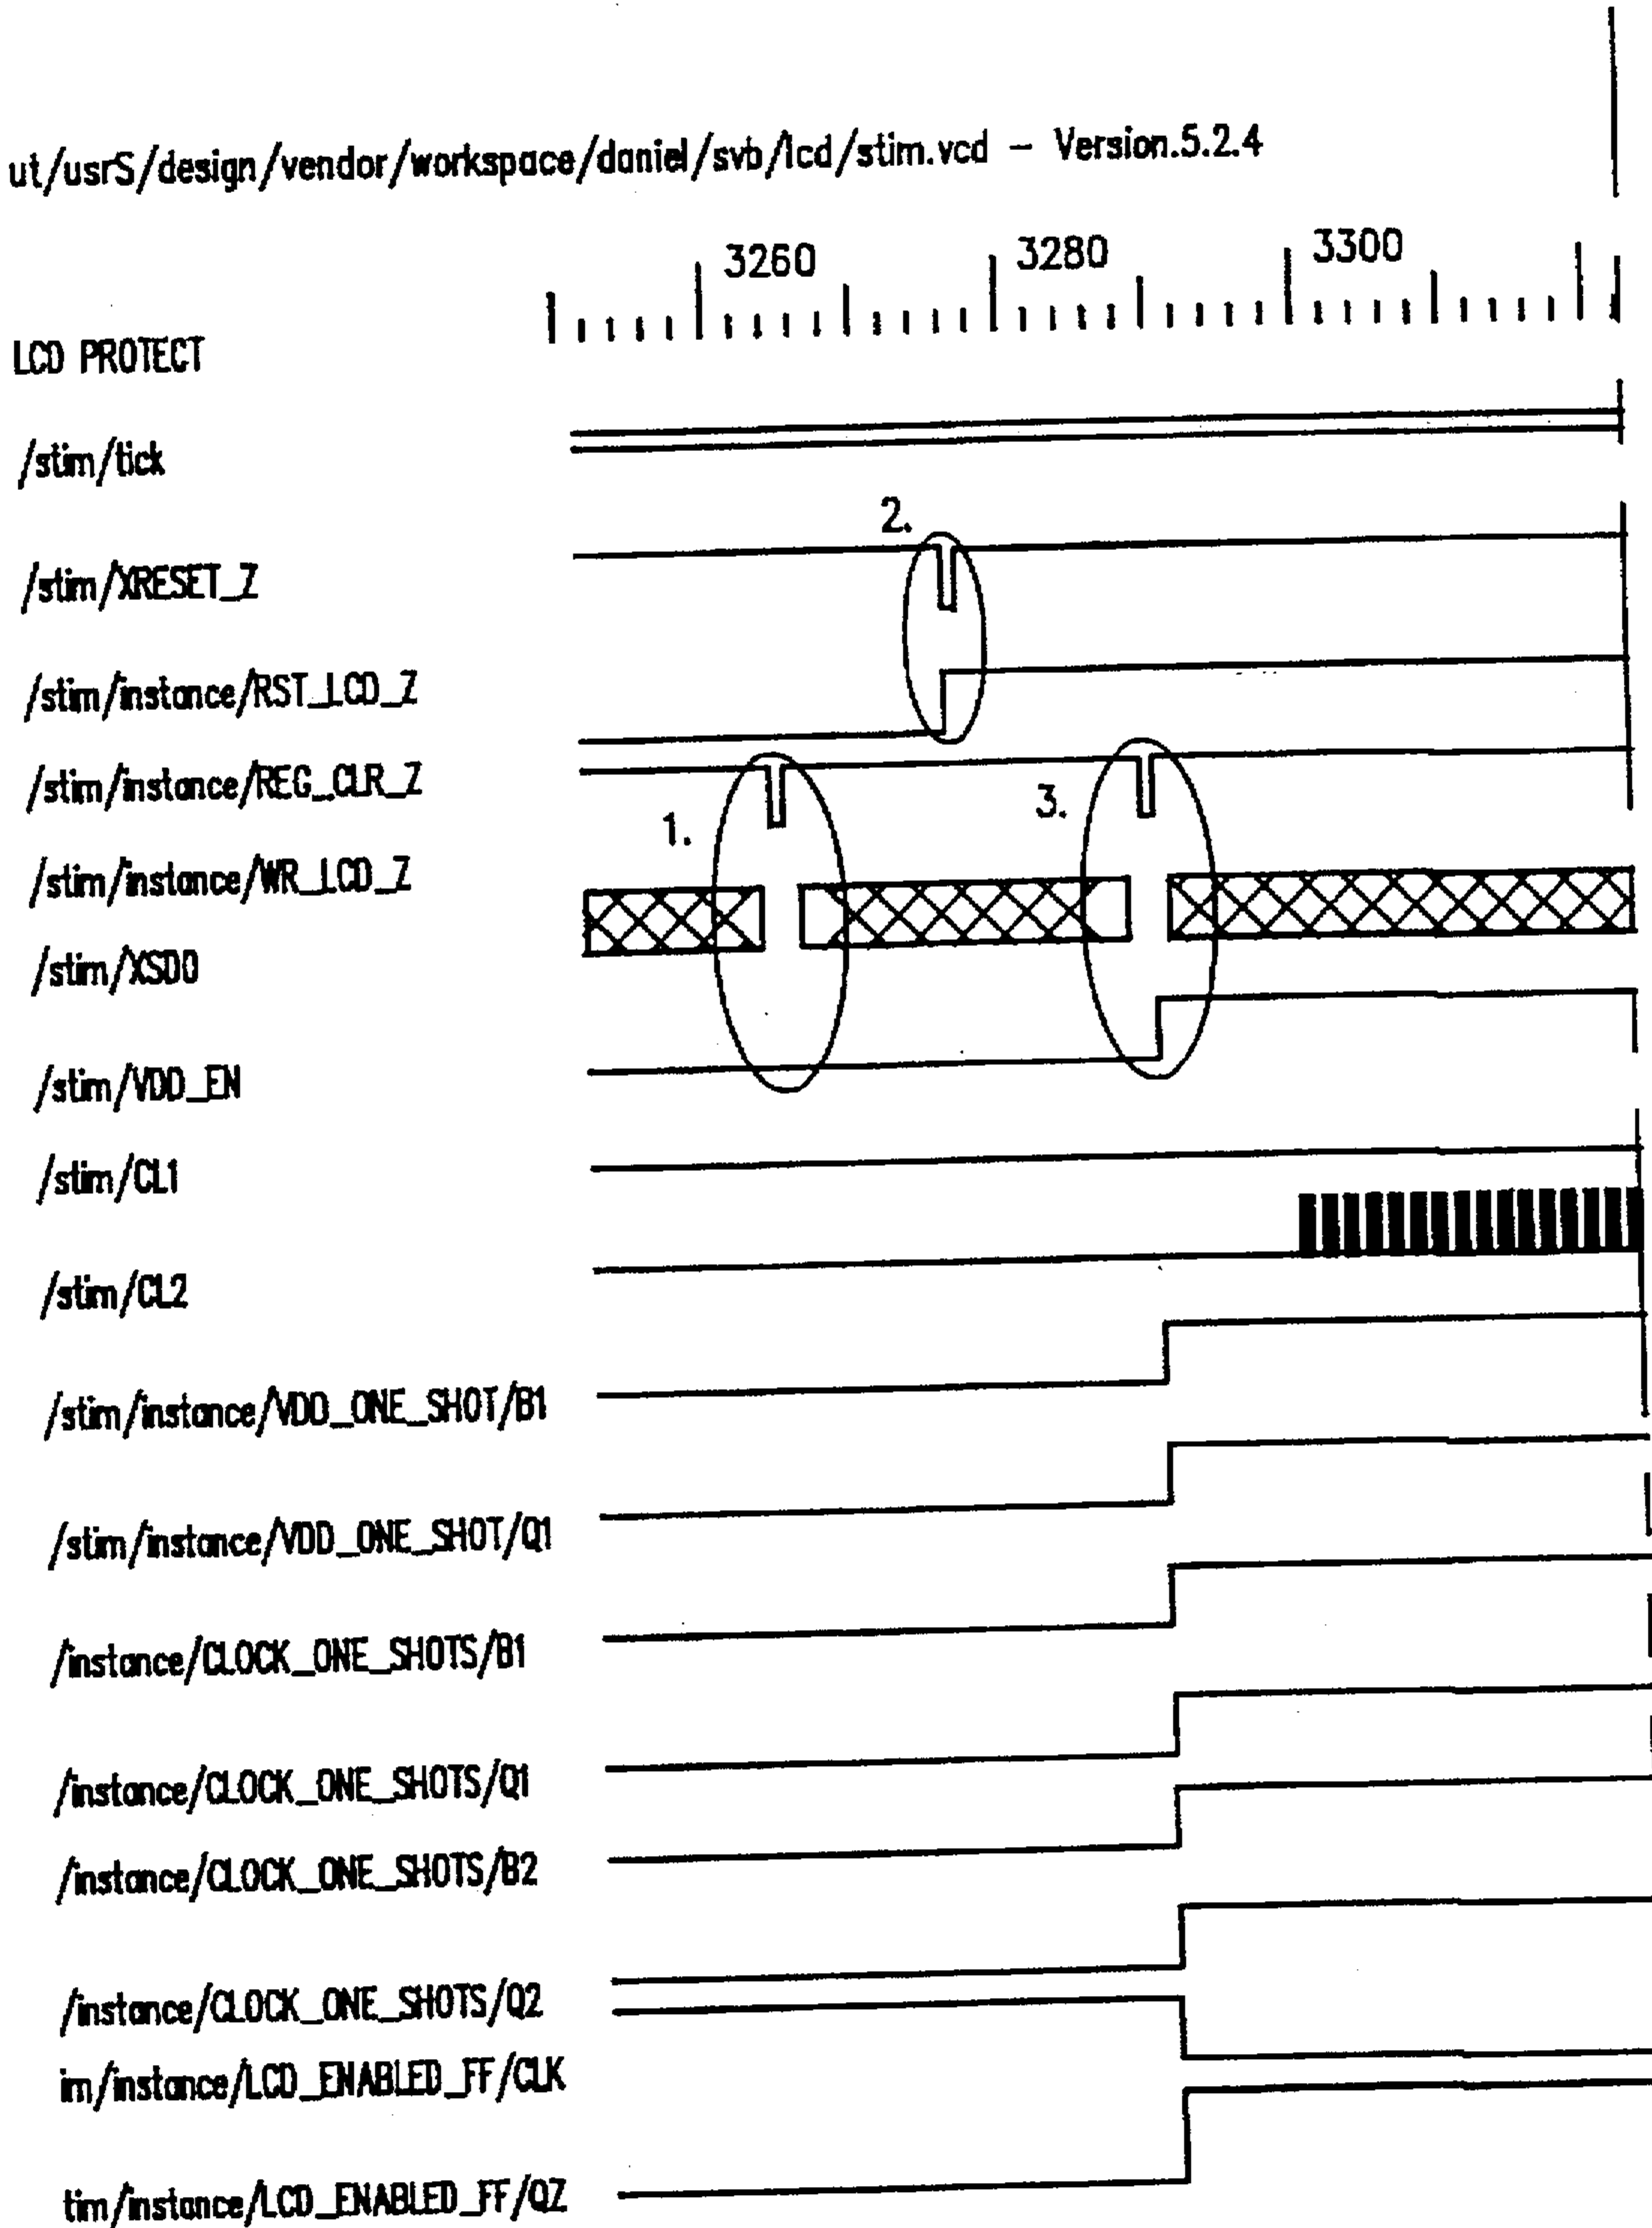 ut/usrS/design/vendor/workspace/daniel/svb/lcd/stim.vcd - Version.5.2.4
3260 3280 3300
LCD PROTECT
/stim/tick
2.
/stim/XRESET_Z
/stim/instance/RST_LCD_Z
/stim/instance/REG_CLR_Z
1. 3.
/stim/instance/WR_LCD_Z
/stim/XSD0
/stim/VDD_EN
/stim/CL1
/stim/CL2
/stim/instance/VDD_ONE_SHOT/B1
/stim/instance/VDD_ONE_SHOT/Q1
/instance/CLOCK_ONE_SHOTS/B1
/instance/CLOCK_ONE_SHOTS/Q1
/instance/CLOCK_ONE_SHOTS/B2
/instance/CLOCK_ONE_SHOTS/Q2
im/instance/LCD_ENABLED_FF/CLK
tim/instance/LCD_ENABLED_FF/QZ